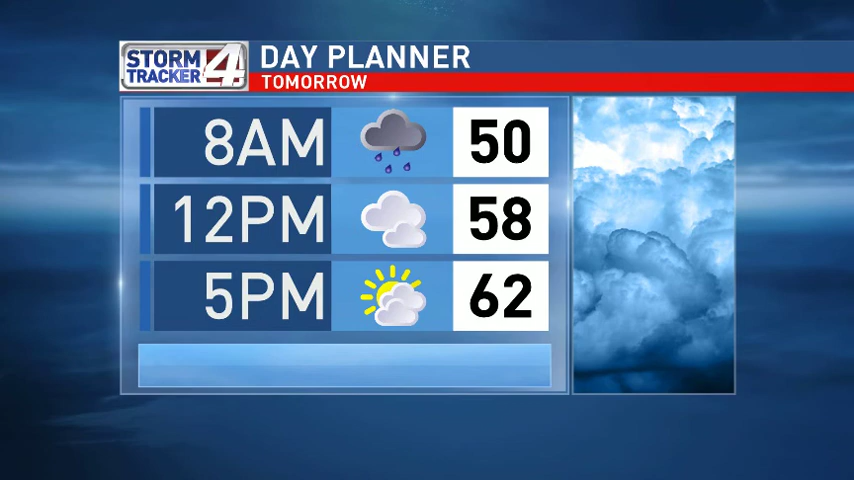 STORM
TRACKER 4
DAY PLANNER
TOMORROW
8AM 50
12PM 58
5PM 62